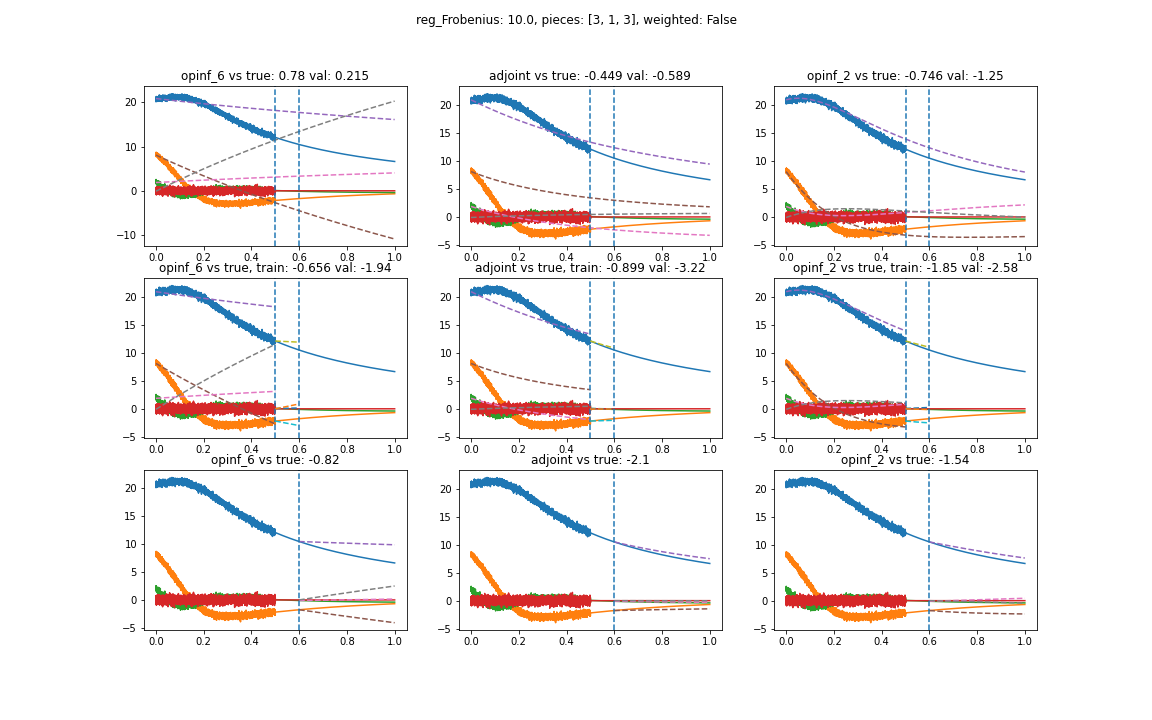 reg_Frobenius: 10.0, pieces: [3, 1, 3], weighted: False
opinf_6 vs true: 0.78 val: 0.215
adjoint vs true: -0.449 val: -0.589
opinf_2 vs true: -0.746 val: -1.25
20
10
0
−10
0.0 0.2 0.4 0.6 0.8 1.0
20
15
10
5
0
−5
0.0 0.2 0.4 0.6 0.8 1.0
20
15
10
5
0
−5
0.0 0.2 0.4 0.6 0.8 1.0
opinf_6 vs true, train: -0.656 val: -1.94
adjoint vs true, train: -0.899 val: -3.22
opinf_2 vs true, train: -1.85 val: -2.58
20
15
10
5
0
−5
0.0 0.2 0.4 0.6 0.8 1.0
20
15
10
5
0
−5
0.0 0.2 0.4 0.6 0.8 1.0
20
15
10
5
0
−5
0.0 0.2 0.4 0.6 0.8 1.0
opinf_6 vs true: -0.82
adjoint vs true: -2.1
opinf_2 vs true: -1.54
20
15
10
5
0
−5
0.0 0.2 0.4 0.6 0.8 1.0
20
15
10
5
0
−5
0.0 0.2 0.4 0.6 0.8 1.0
20
15
10
5
0
−5
0.0 0.2 0.4 0.6 0.8 1.0